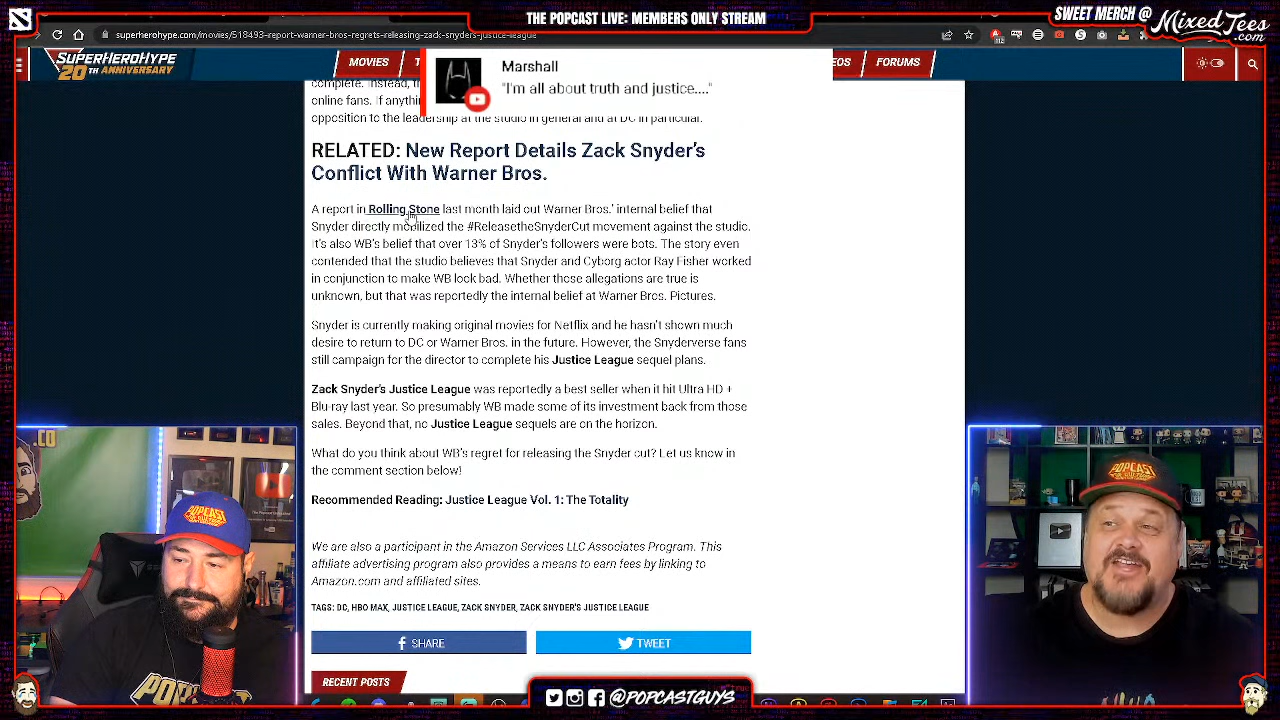 THE POPCAST LIVE: MEMBERS ONLY STREAM
SWEET MERCH @
MixedTees.com
superherohype.com/movies/519133-report-warner-bros-regrets-releasing-zack-snyders-justice-league
SUPERHEROHYPE
20TH ANNIVERSARY
MOVIES
FORUMS
Marshall
"I'm all about truth and justice...."
online fans. If anything
opposition to the leadership at the studio in general and at DC in particular.
RELATED: New Report Details Zack Snyder's
Conflict With Warner Bros.
A report in Rolling Stone last month laid out Warner Bros.' internal belief that
Snyder directly mobilized the #ReleasetheSnyderCut movement against the studio.
It's also WB's belief that over 13% of Snyder's followers were bots. The story even
contended that the studio believes that Snyder and Cyborg actor Ray Fisher worked
in conjunction to make WB look bad. Whether those allegations are true is
unknown, but that was reportedly the internal belief at Warner Bros. Pictures.
Snyder is currently making original movies for Netflix and he hasn't shown much
desire to return to DC or Warner Bros. in the future. However, the Snyderverse fans
still campaign for the director to complete his Justice League sequel plans.
Zack Snyder's Justice League was reportedly a best seller when it hit Ultra HD +
Blu-ray last year. So presumably WB made some of its investment back from those
sales. Beyond that, no Justice League sequels are on the horizon.
What do you think about WB's regret for releasing the Snyder cut? Let us know in
the comment section below!
Recommended Reading: Justice League Vol. 1: The Totality
We are also a participant in the Amazon Services LLC Associates Program. This
affiliate advertising program also provides a means to earn fees by linking to
Amazon.com and affiliated sites.
TAGS: DC, HBO MAX, JUSTICE LEAGUE, ZACK SNYDER, ZACK SNYDER'S JUSTICE LEAGUE
SHARE
TWEET
RECENT POSTS
.CO
POPCAST
POPCAST
@POPCASTGUYS